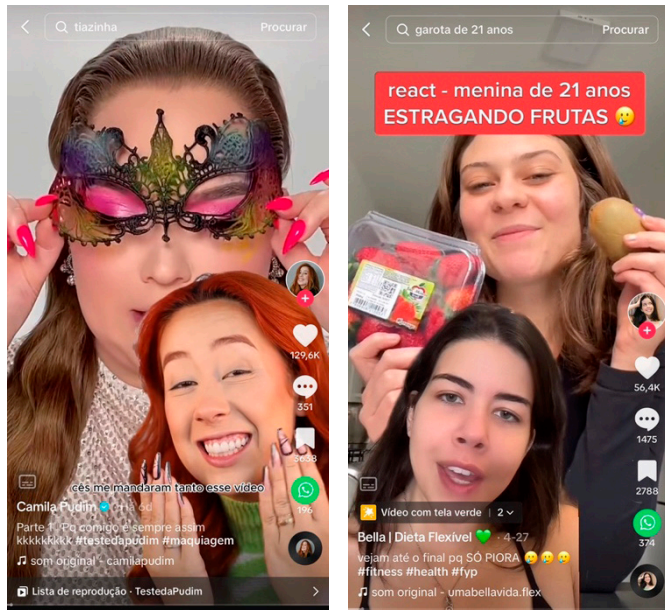 tiazinha
Procurar
129,6K
351
3658
196
cês me mandaram tanto esse vídeo
Camila Pudim · Há 6d
Parte 1. Pq comigo é sempre assim
kkkkkkkkk #testedapudim #maquiagem
som original - camilapudim
Lista de reprodução · TestedaPudim
garota de 21 anos
Procurar
react - menina de 21 anos
ESTRAGANDO FRUTAS 🥲
56,4K
1475
2788
374
Vídeo com tela verde | 2
Bella | Dieta Flexível 💚 · 4-27
vejam até o final pq SÓ PIORA 🥲🥲🥲
#fitness #health #fyp
som original - umabellavida.flex